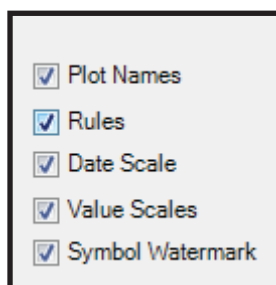 Plot Names
Rules
Date Scale
Value Scales
Symbol Watermark